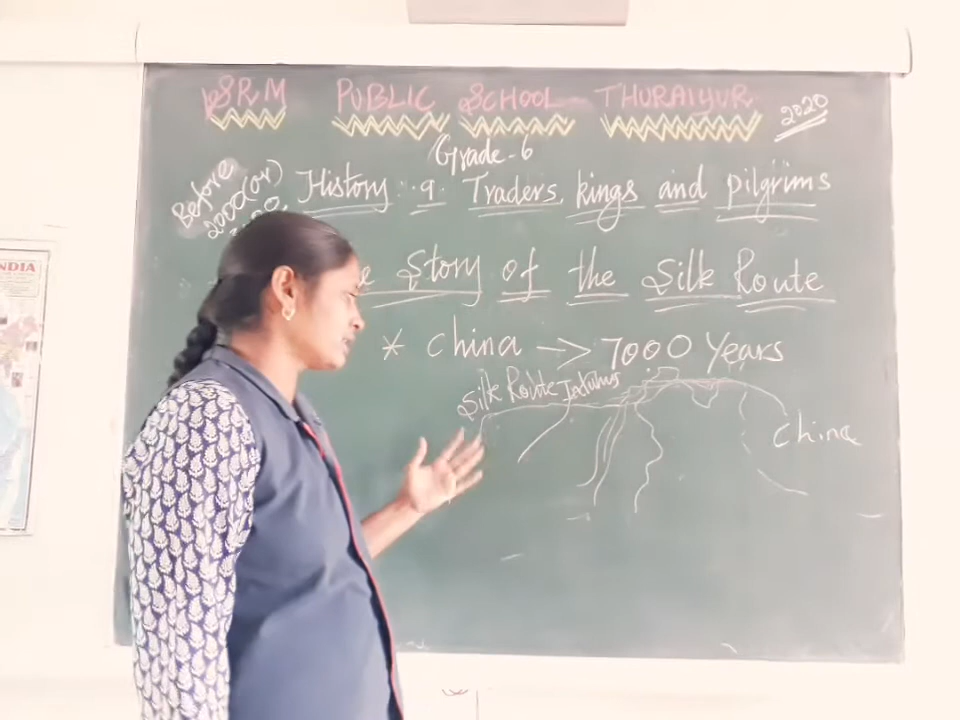 SRM PUBLIC SCHOOL - THURAIYUR
2020
Grade-6
Before
2000 (or)
History : 9. Traders, kings and pilgrims
Story of the Silk Route
* China → 7000 Years
Silk Route
China
INDIA